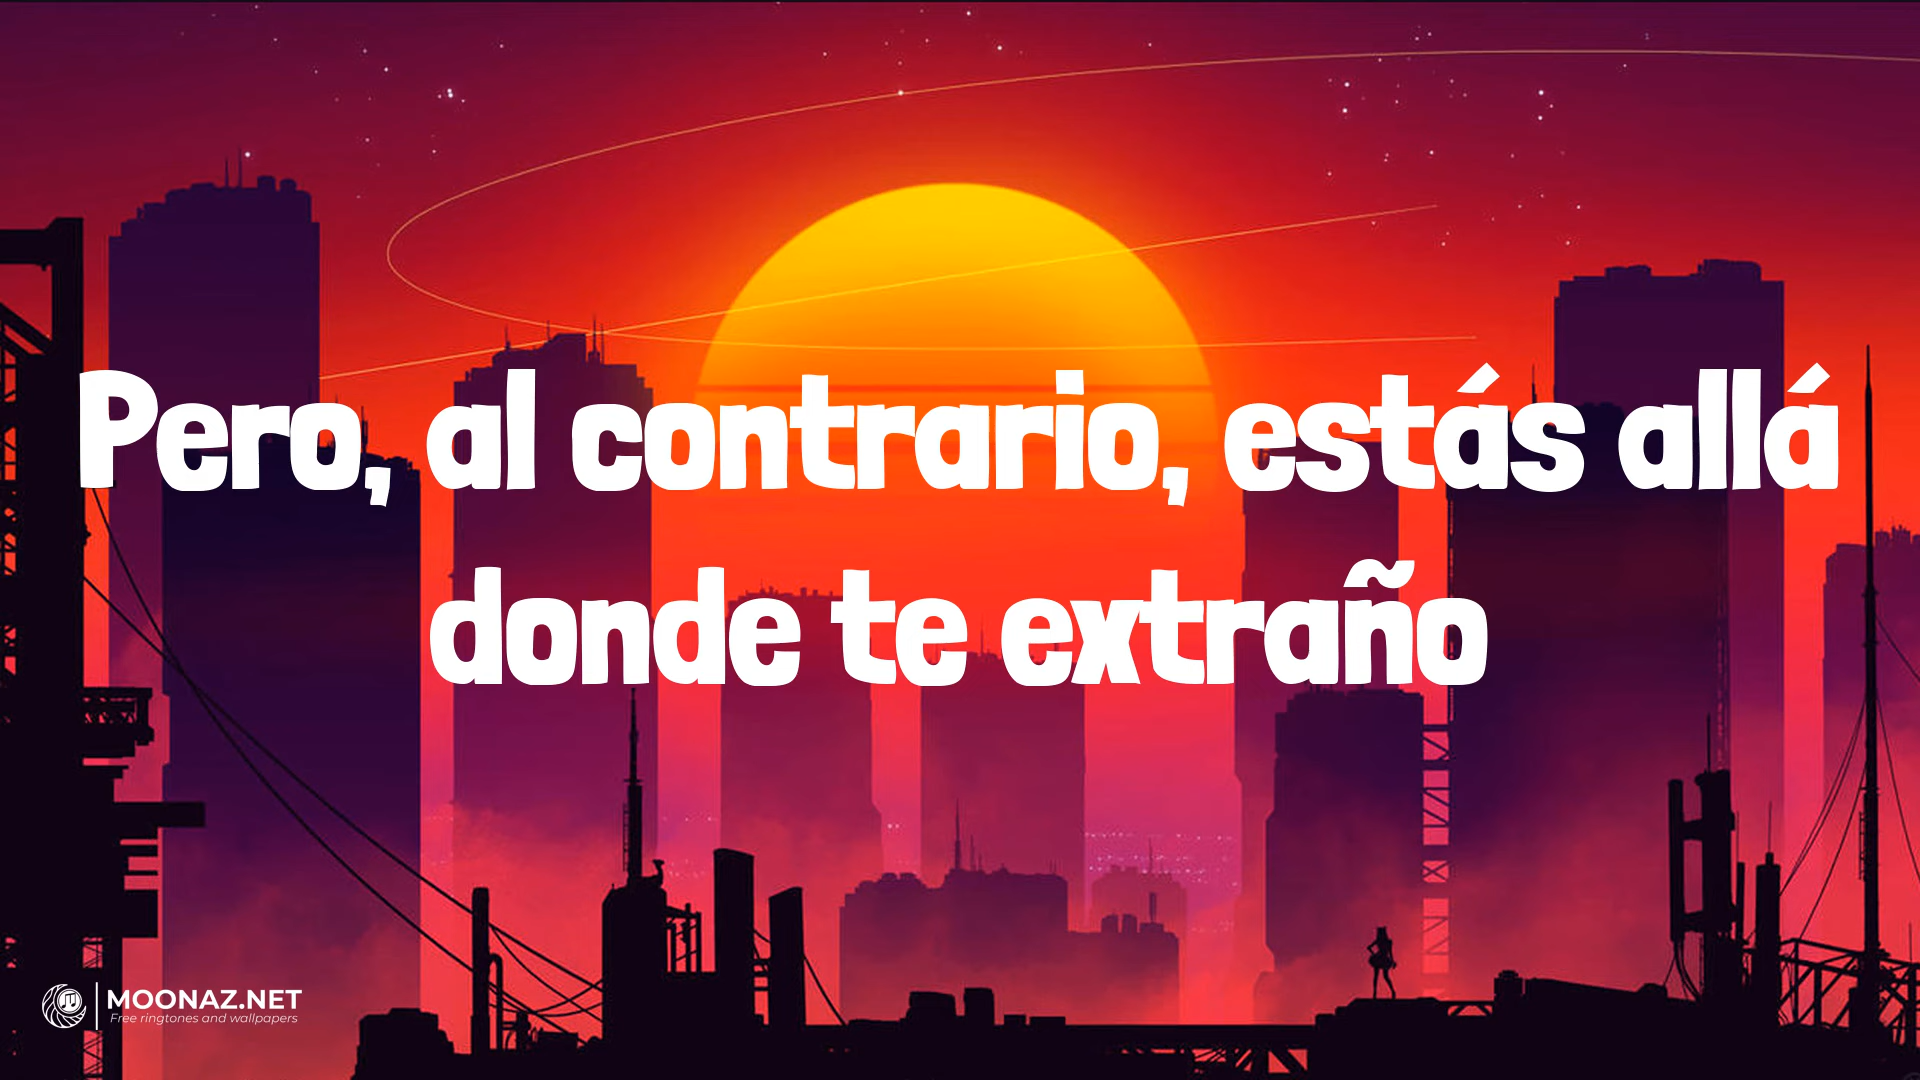 Pero, al contrario, estás allá
donde te extraño
MOONAZ.NET
Free ringtones and wallpapers